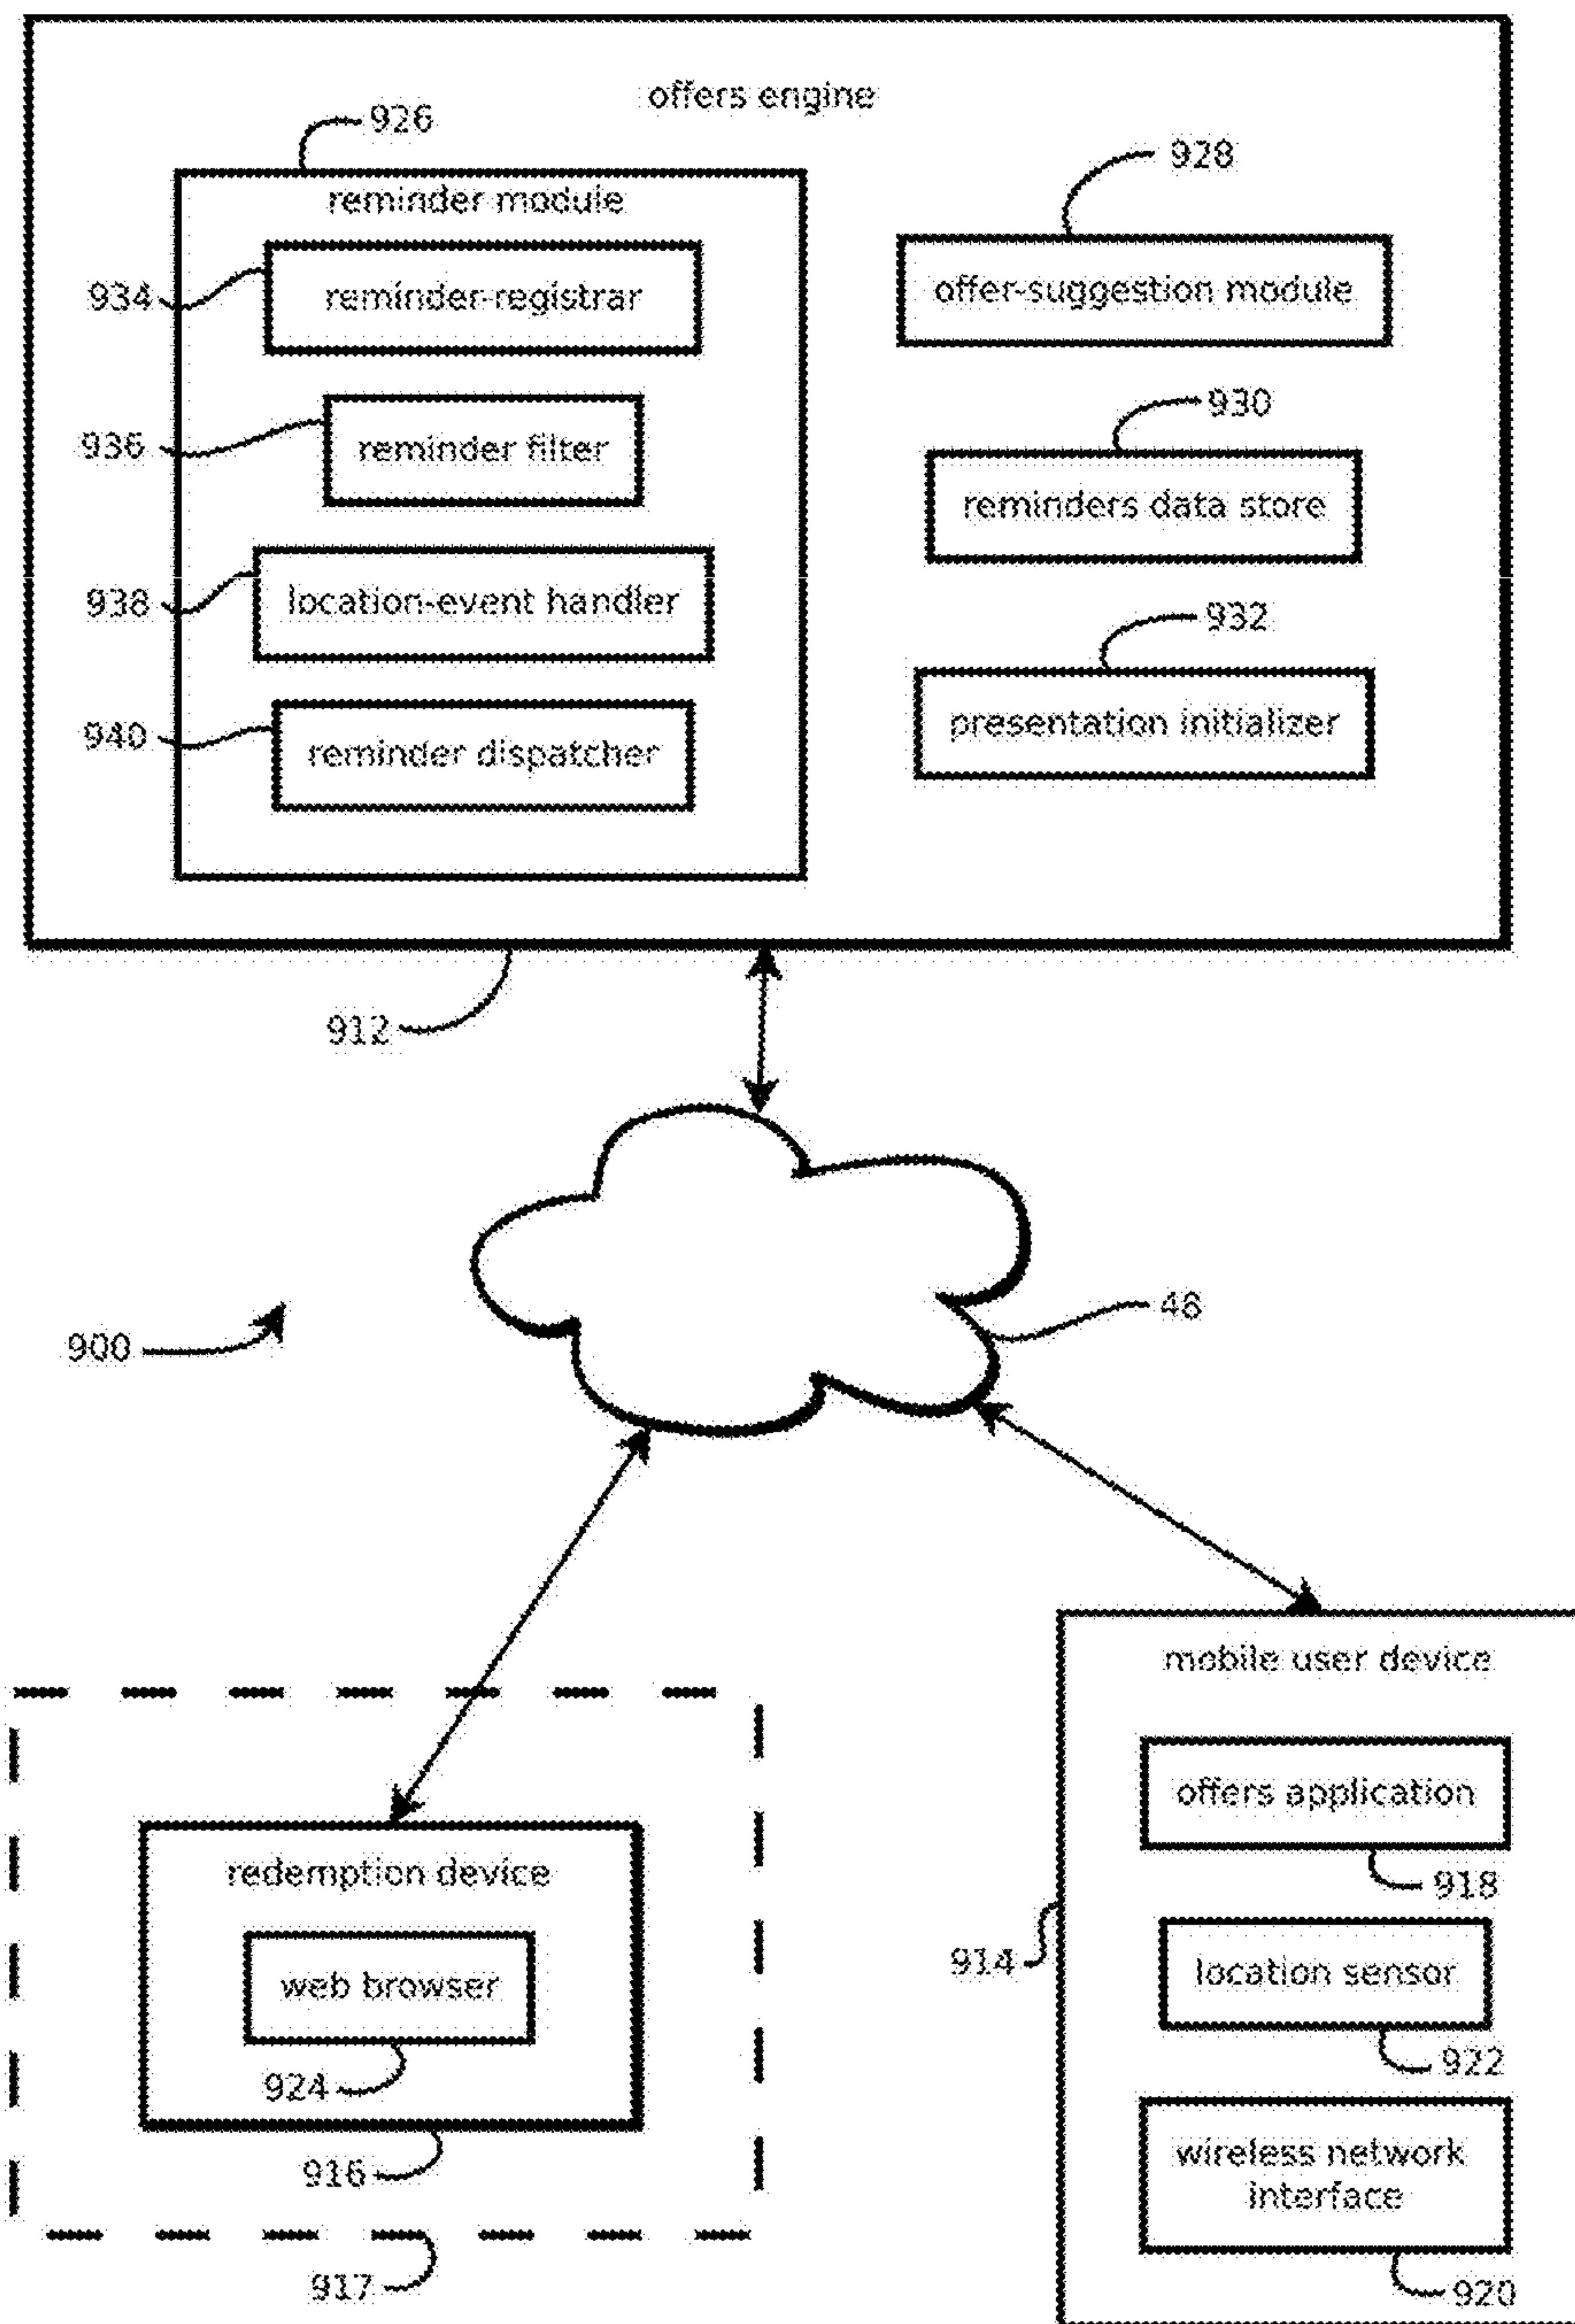 offers engine
926
928
reminder module
934
reminder-registrar
offer-suggestion module
930
936
reminder filter
reminders data store
938
location-event handler
932
940
reminder dispatcher
presentation initializer
912
48
900
mobile user device
offers application
918
redemption device
914
location sensor
web browser
922
924
wireless network
interface
916
917
920